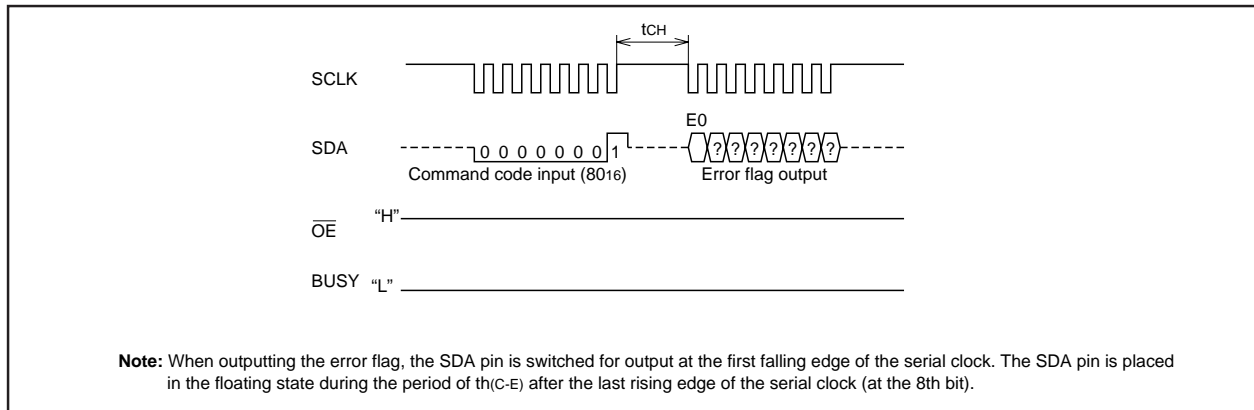 tCH
SCLK
E0
SDA
0 0 0 0 0 0 0 1
? ? ? ? ? ? ?
Command code input (8016)
Error flag output
OE
“H”
BUSY
“L”
Note: When outputting the error flag, the SDA pin is switched for output at the first falling edge of the serial clock. The SDA pin is placed
in the floating state during the period of th(C-E) after the last rising edge of the serial clock (at the 8th bit).